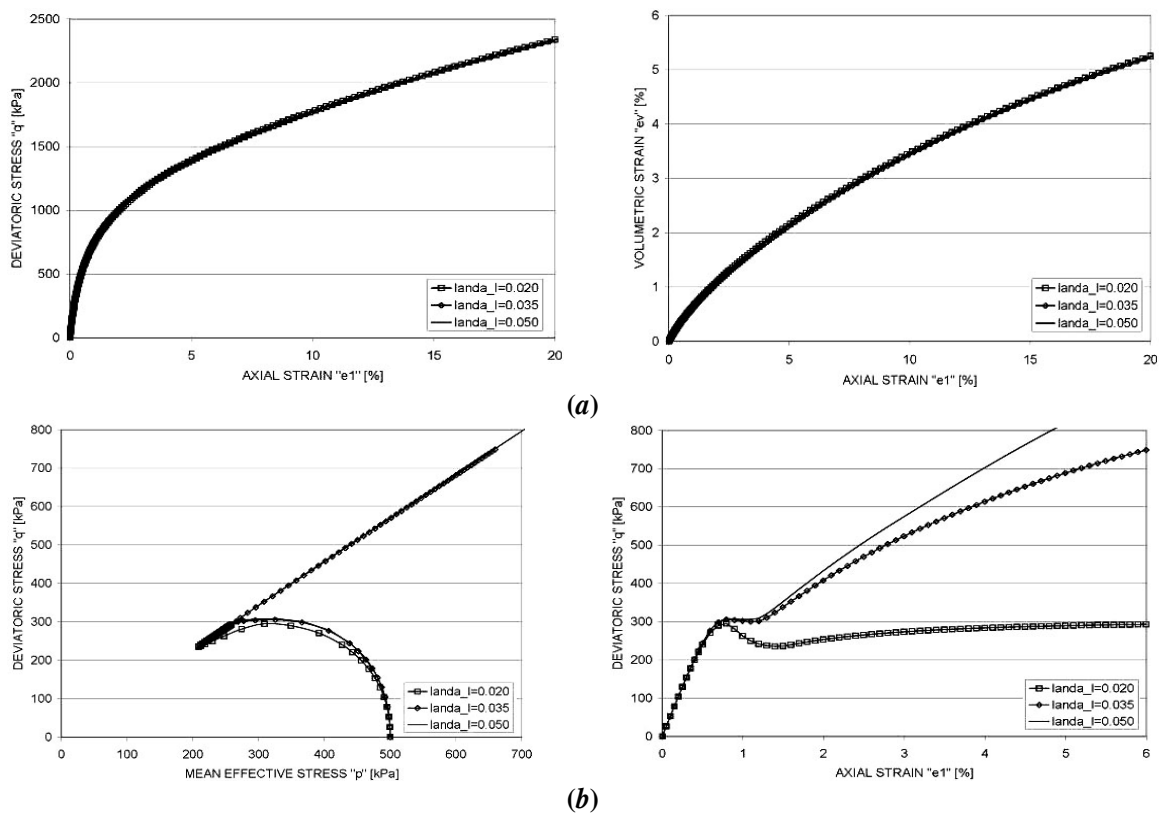 2500
2000
1500
1000
500
0
DEVIATORIC STRESS "q" [kPa]
0 5 10 15 20
AXIAL STRAIN "e1" [%]
landa_l=0.020
landa_l=0.035
landa_l=0.050
6
5
4
3
2
1
0
VOLUMETRIC STRAIN "ev" [%]
0 5 10 15 20
AXIAL STRAIN "e1" [%]
landa_l=0.020
landa_l=0.035
landa_l=0.050
(a)
800
700
600
500
400
300
200
100
0
DEVIATORIC STRESS "q" [kPa]
0 100 200 300 400 500 600 700
MEAN EFFECTIVE STRESS "p" [kPa]
landa_l=0.020
landa_l=0.035
landa_l=0.050
800
700
600
500
400
300
200
100
0
DEVIATORIC STRESS "q" [kPa]
0 1 2 3 4 5 6
AXIAL STRAIN "e1" [%]
landa_l=0.020
landa_l=0.035
landa_l=0.050
(b)